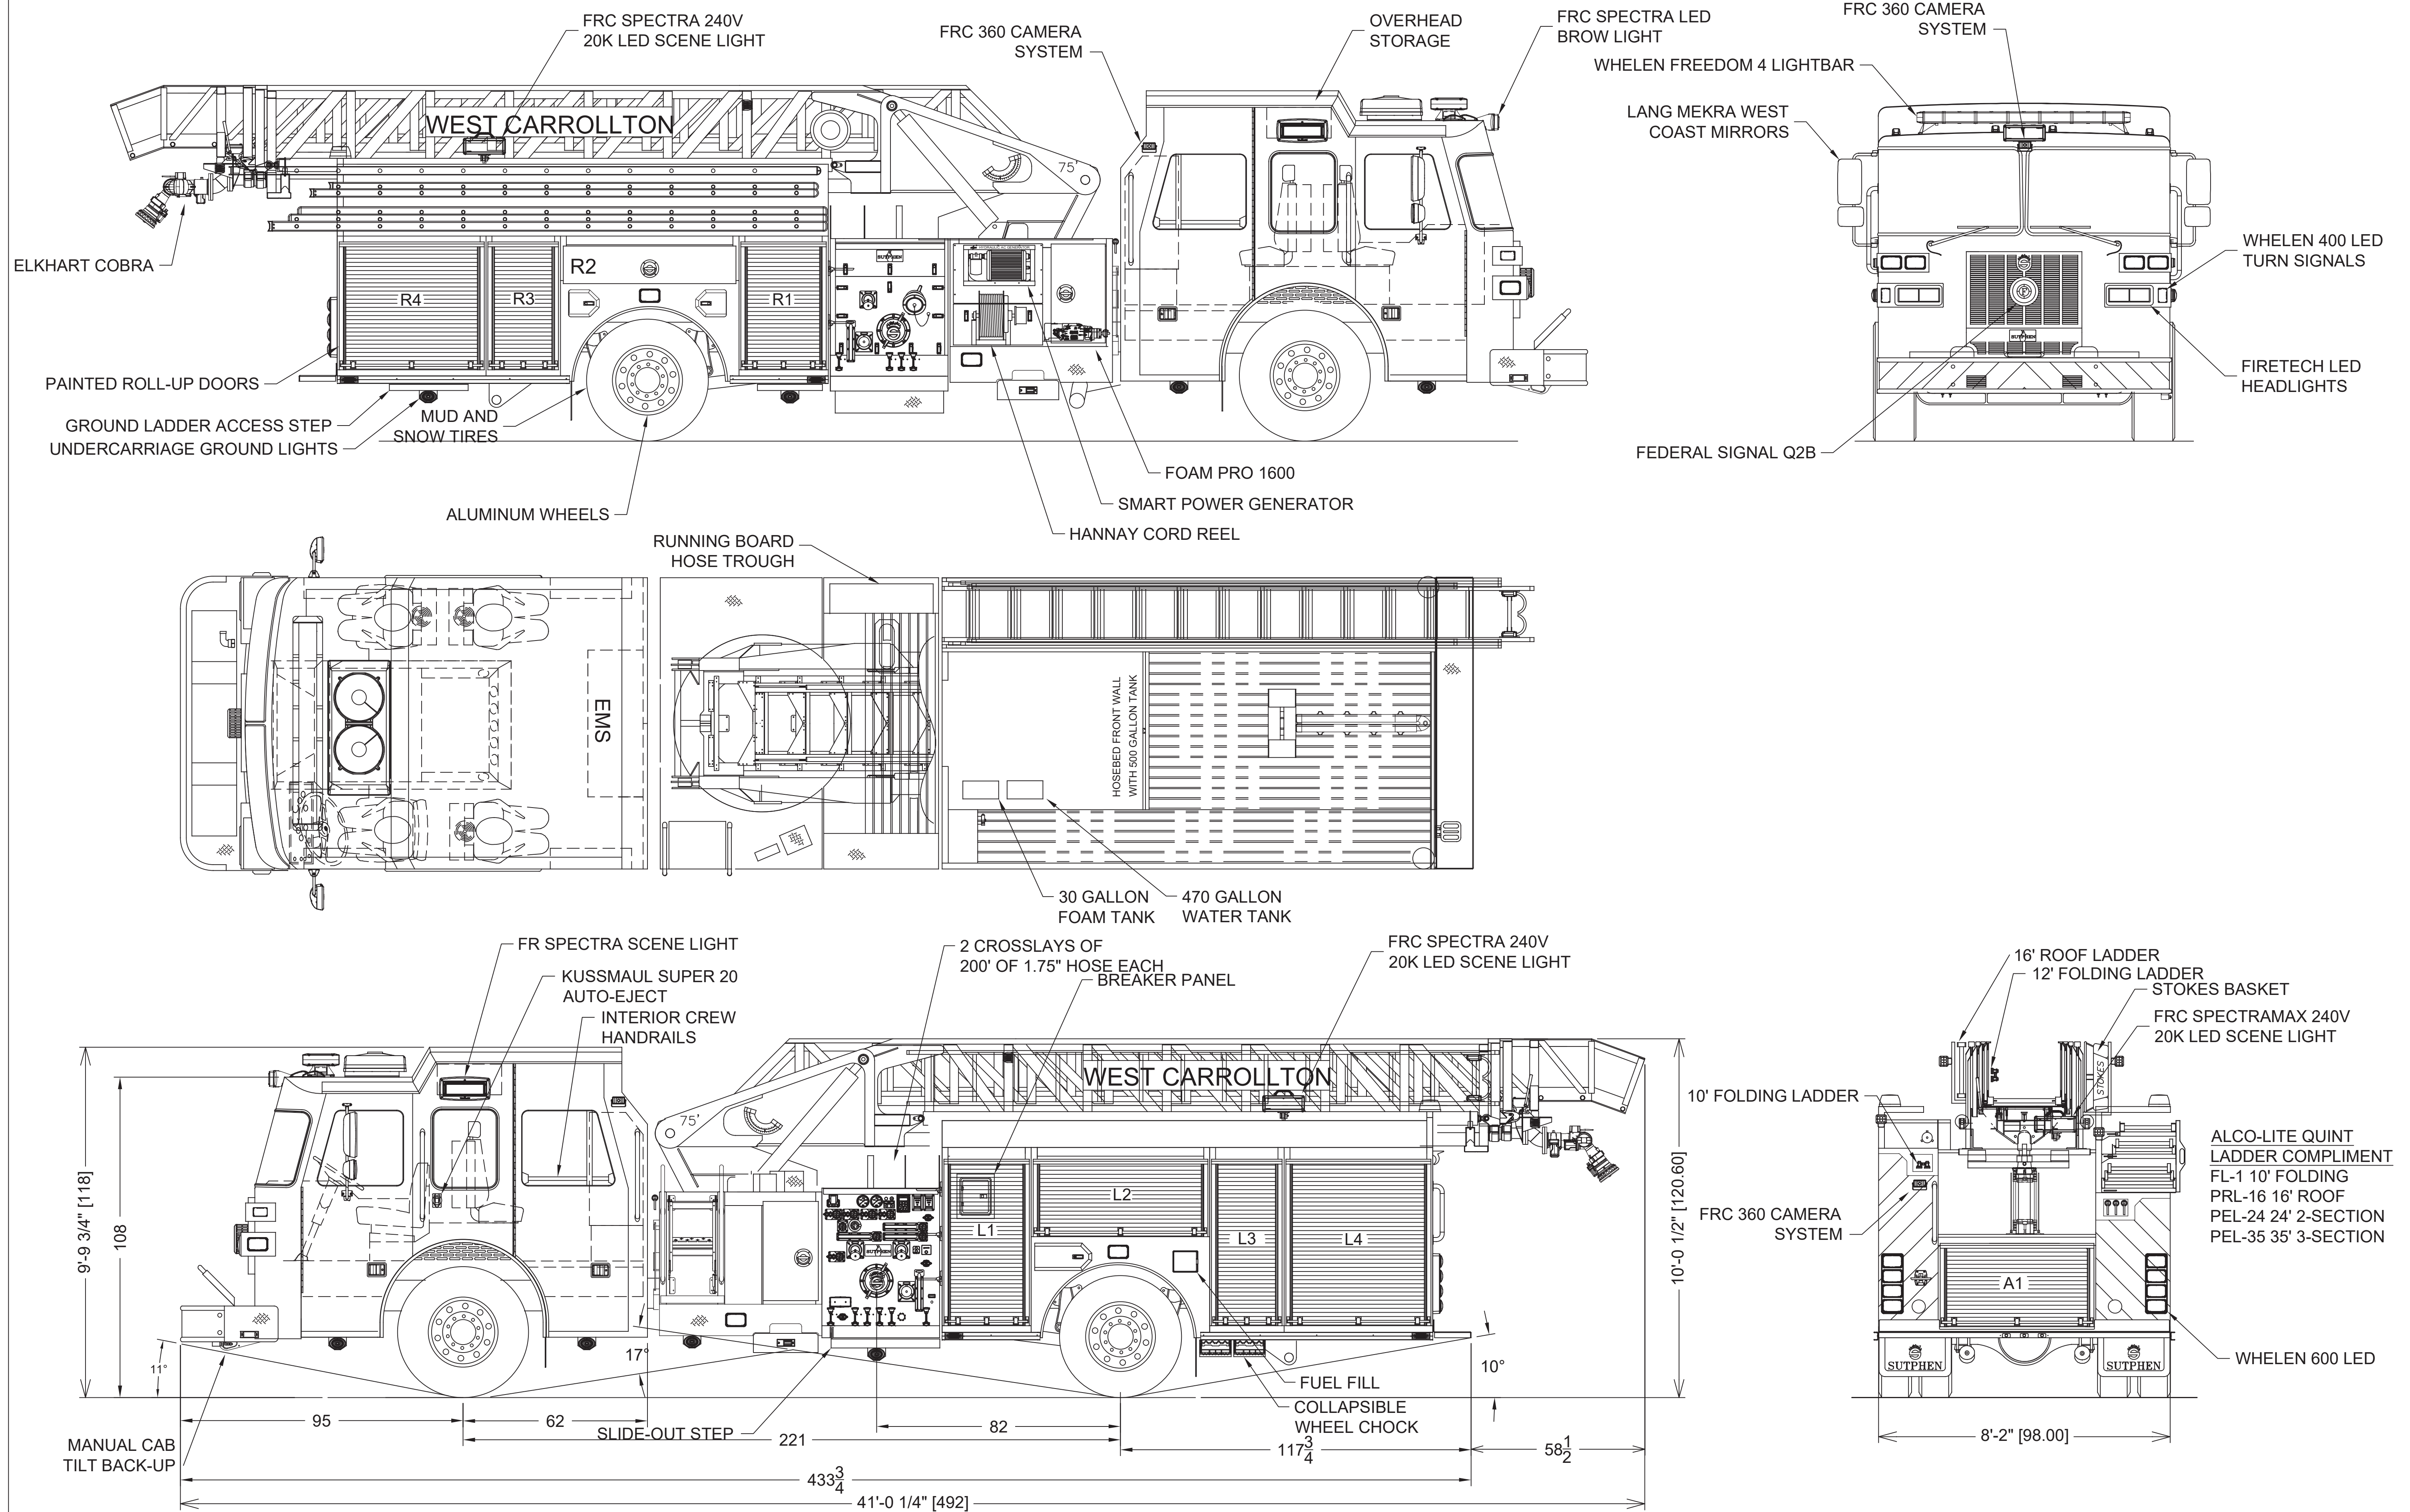 FRC SPECTRA 240V
20K LED SCENE LIGHT
FRC 360 CAMERA
SYSTEM
OVERHEAD
STORAGE
FRC SPECTRA LED
BROW LIGHT
FRC 360 CAMERA
SYSTEM
WHELEN FREEDOM 4 LIGHTBAR
LANG MEKRA WEST
COAST MIRRORS
WEST CARROLLTON
75'
ELKHART COBRA
R4
R3
R2
R1
SUTPHEN
WHELEN 400 LED
TURN SIGNALS
SUTPHEN
PAINTED ROLL-UP DOORS
FIRETECH LED
HEADLIGHTS
GROUND LADDER ACCESS STEP
MUD AND
SNOW TIRES
UNDERCARRIAGE GROUND LIGHTS
FEDERAL SIGNAL Q2B
FOAM PRO 1600
SMART POWER GENERATOR
ALUMINUM WHEELS
HANNAY CORD REEL
RUNNING BOARD
HOSE TROUGH
EMS
HOSEBED FRONT WALL
WITH 500 GALLON TANK
30 GALLON
FOAM TANK
470 GALLON
WATER TANK
FR SPECTRA SCENE LIGHT
KUSSMAUL SUPER 20
AUTO-EJECT
INTERIOR CREW
HANDRAILS
2 CROSSLAYS OF
200' OF 1.75" HOSE EACH
BREAKER PANEL
FRC SPECTRA 240V
20K LED SCENE LIGHT
16' ROOF LADDER
12' FOLDING LADDER
STOKES BASKET
FRC SPECTRAMAX 240V
20K LED SCENE LIGHT
WEST CARROLLTON
75'
STOKES
10' FOLDING LADDER
ALCO-LITE QUINT
LADDER COMPLIMENT
FL-1 10' FOLDING
PRL-16 16' ROOF
PEL-24 24' 2-SECTION
PEL-35 35' 3-SECTION
FRC 360 CAMERA
SYSTEM
9'-9 3/4" [118]
108
10'-0 1/2" [120.60]
L1
L2
L3
L4
SUTPHEN
A1
11°
17°
10°
SUTPHEN
SUTPHEN
WHELEN 600 LED
FUEL FILL
COLLAPSIBLE
WHEEL CHOCK
SLIDE-OUT STEP
MANUAL CAB
TILT BACK-UP
95
62
82
221
117 3/4
58 1/2
8'-2" [98.00]
433 3/4
41'-0 1/4" [492]